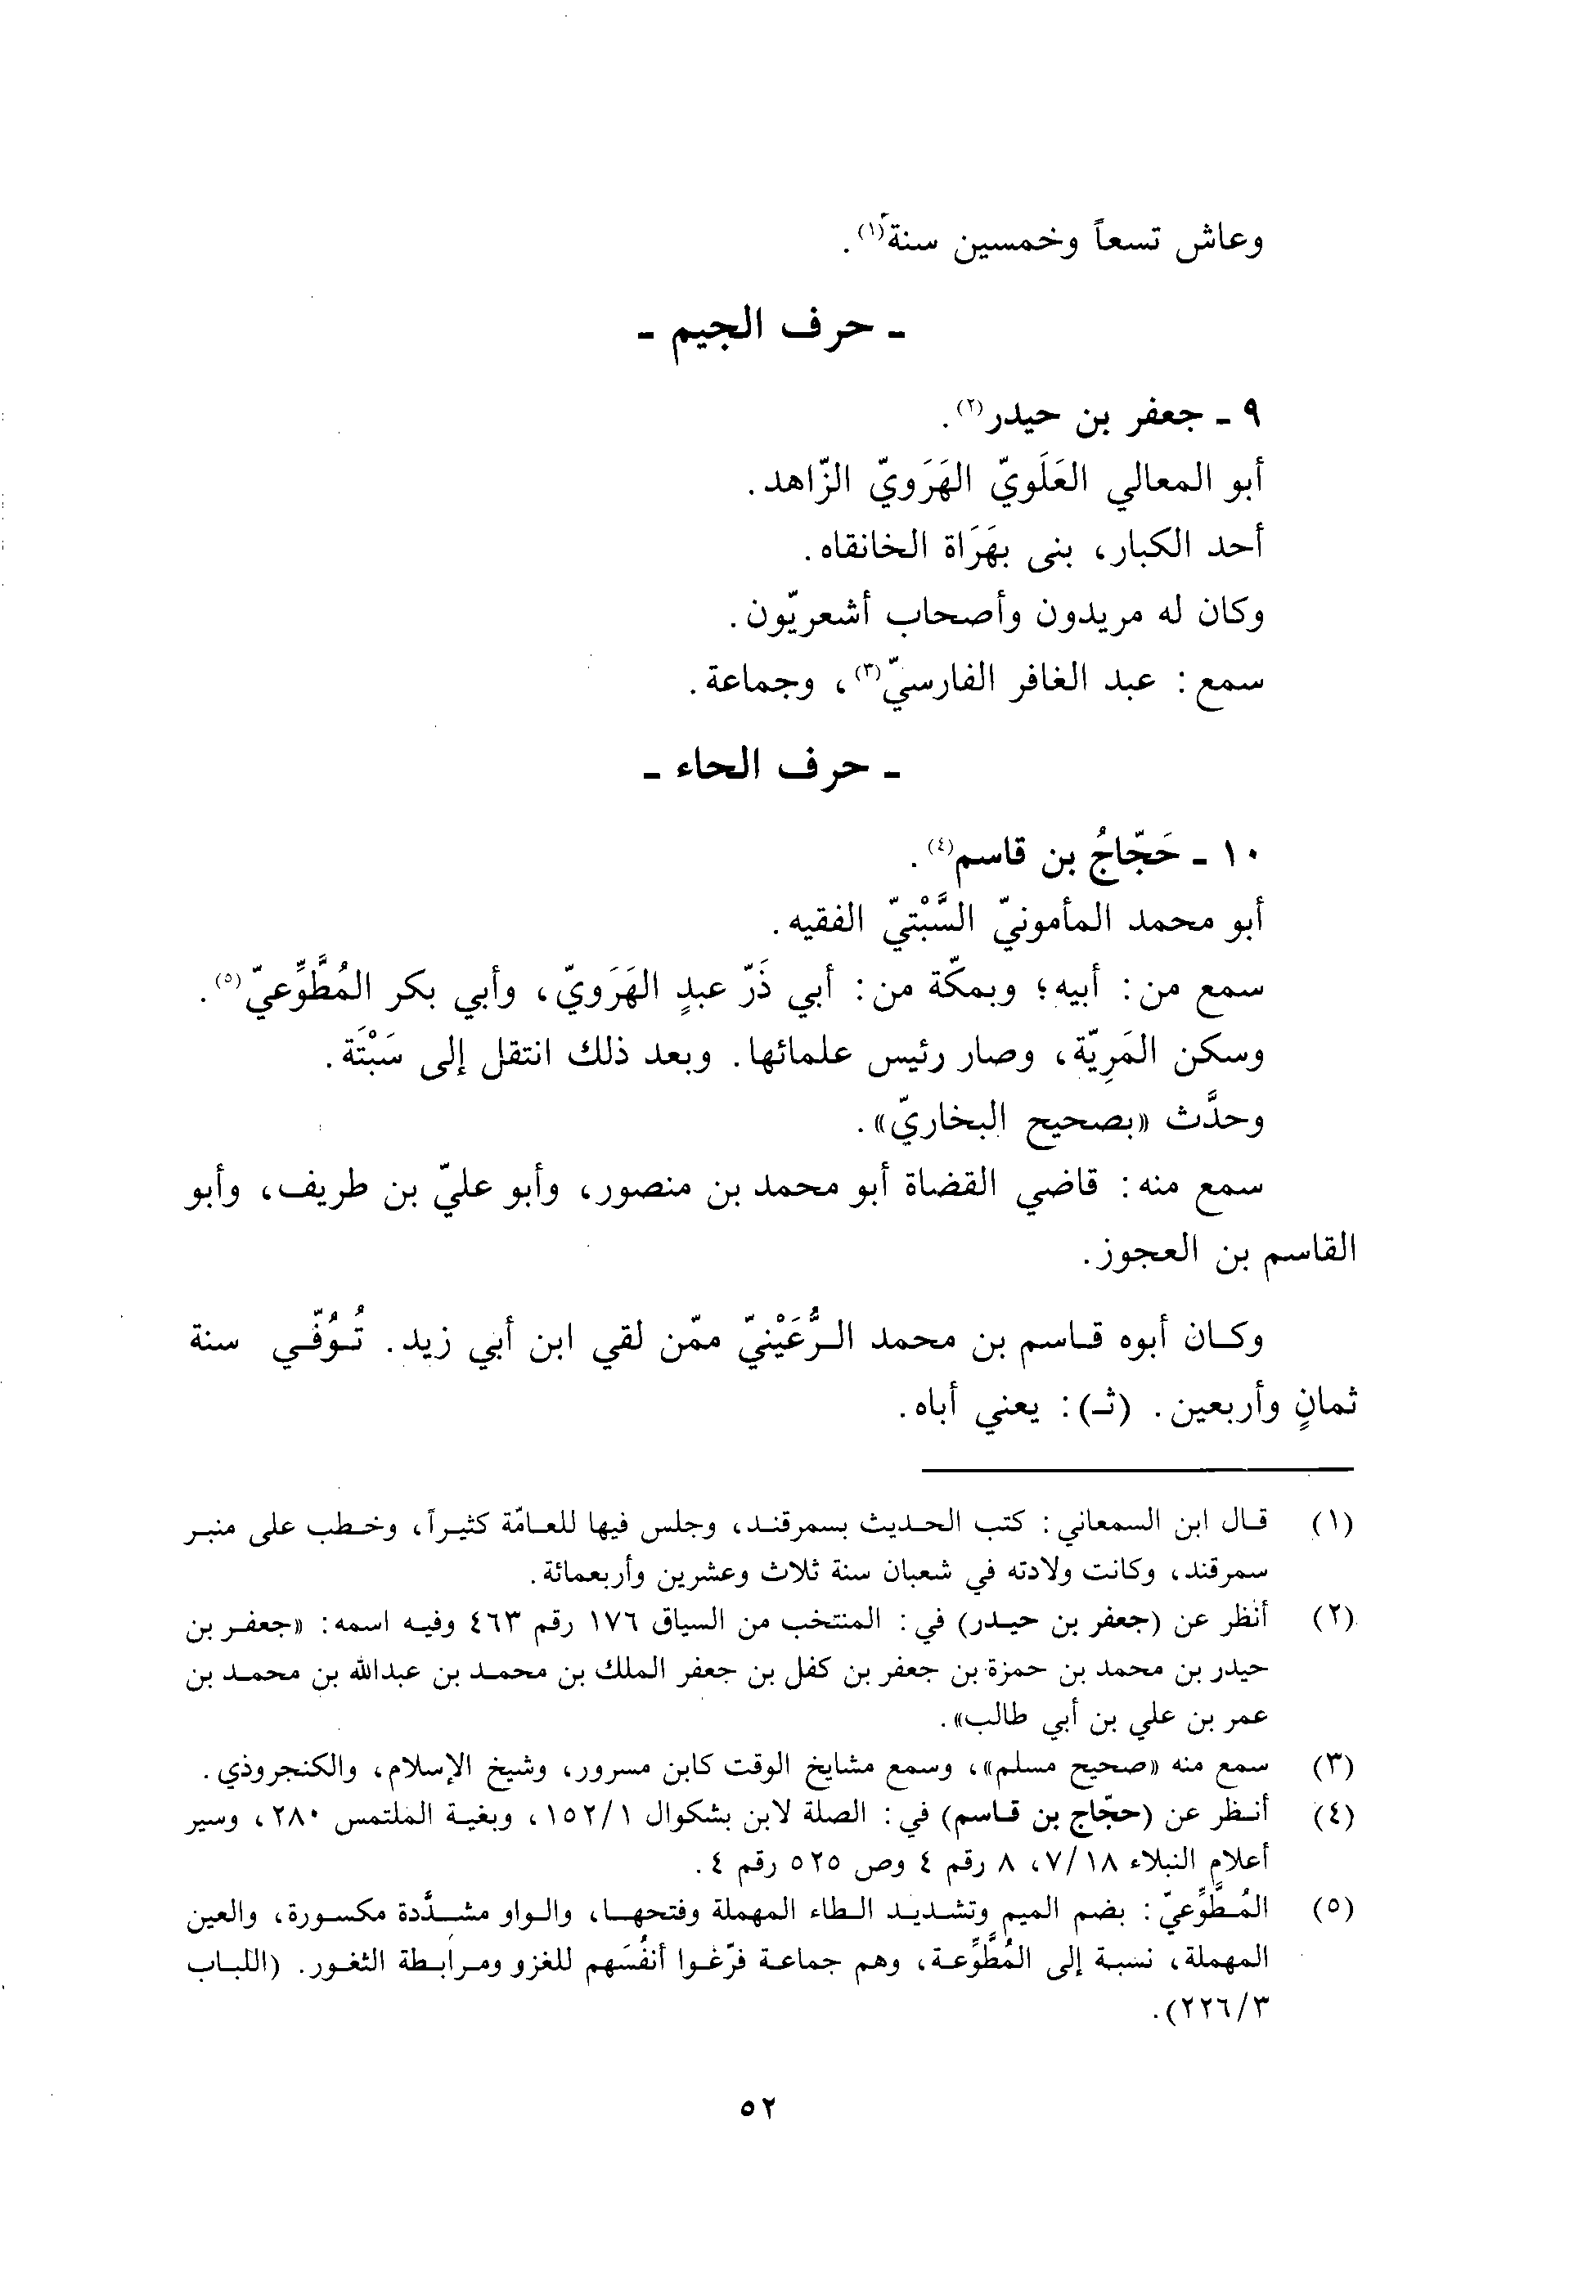 وعاش تسعاً وخمسين سنة(١).
ـ حرف الجيم ـ
٩ ـ جعفر بن حيدر(٢).
أبو المعالي العَلَويّ الهَرَويّ الزّاهد.
أحد الكبار، بنى بهَرَاة الخانقاه.
وكان له مريدون وأصحاب أشعريّون.
سمع: عبد الغافر الفارسيّ(٣)، وجماعة.
ـ حرف الحاء ـ
١٠ ـ حَجّاجُ بن قاسم(٤).
أبو محمد المأمونيّ السَّبْتيّ الفقيه.
سمع من: أبيه؛ وبمكّة من: أبي ذَرّ عبدٍ الهَرَويّ، وأبي بكر المُطَّوِّعيّ(٥).
وسكن المَرِيّة، وصار رئيس علمائها. وبعد ذلك انتقل إلى سَبْتَة.
وحدَّث «بصحيح البخاريّ».
سمع منه: قاضي القضاة أبو محمد بن منصور، وأبو عليّ بن طريف، وأبو
القاسم بن العجوز.
وكان أبوه قاسم بن محمد الرُّعَيْنيّ ممّن لقي ابن أبي زيد. تُوُفّي سنة
ثمانٍ وأربعين. (ثـ): يعني أباه.
(١) قال ابن السمعاني: كتب الحديث بسمرقند، وجلس فيها للعامّة كثيراً، وخطب على منبر
سمرقند، وكانت ولادته في شعبان سنة ثلاث وعشرين وأربعمائة.
(٢) أنظر عن (جعفر بن حيدر) في: المنتخب من السياق ١٧٦ رقم ٤٦٣ وفيه اسمه: «جعفر بن
حيدر بن محمد بن حمزة بن جعفر بن كفل بن جعفر الملك بن محمد بن عبدالله بن محمد بن
عمر بن علي بن أبي طالب».
(٣) سمع منه «صحيح مسلم»، وسمع مشايخ الوقت كابن مسرور، وشيخ الإسلام، والكنجروذي.
(٤) أنظر عن (حجّاج بن قاسم) في: الصلة لابن بشكوال ١/١٥٢، وبغية الملتمس ٢٨٠، وسير
أعلام النبلاء ١٨/٧، ٨ رقم ٤ وص ٥٢٥ رقم ٤.
(٥) المُطَّوِّعيّ: بضم الميم وتشديد الطاء المهملة وفتحها، والواو مشدَّدة مكسورة، والعين
المهملة، نسبة إلى المُطَّوِّعة، وهم جماعة فرّغوا أنفُسَهم للغزو ومرابطة الثغور. (اللباب
٣/٢٢٦).
٥٢